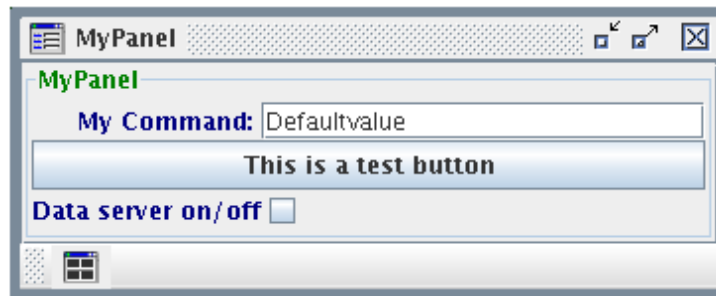 MyPanel
MyPanel
My Command: Defaultvalue
This is a test button
Data server on/off